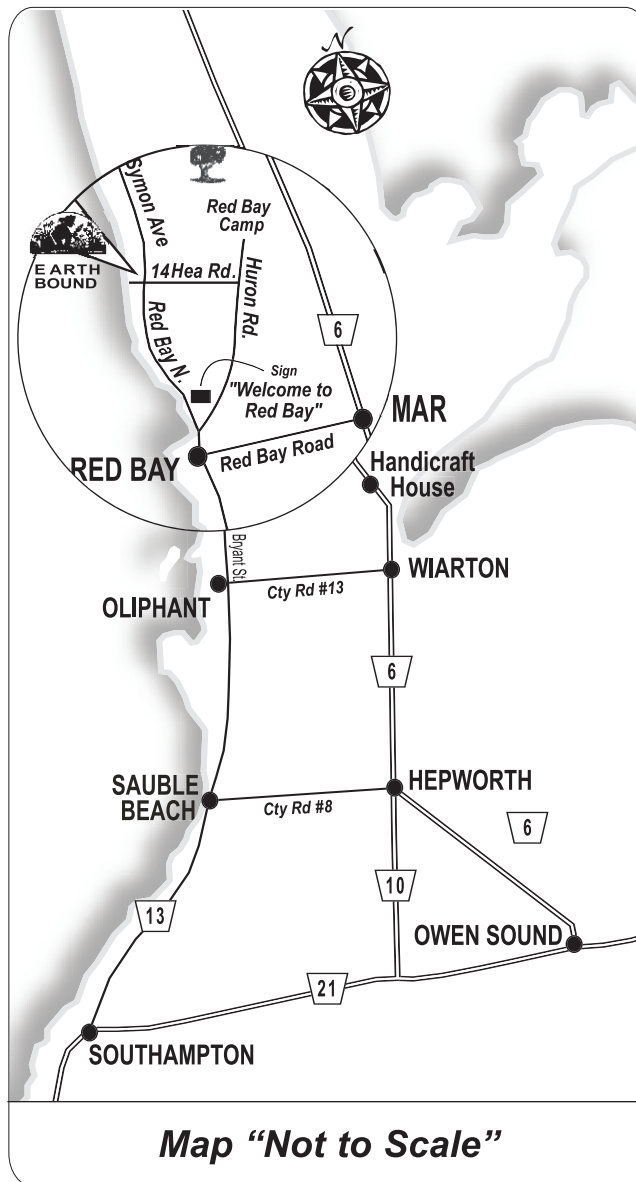 N
Symon Ave
Red Bay
Camp
EARTH
BOUND
14Hea Rd.
Huron Rd.
Red Bay N.
6
Sign
"Welcome to
Red Bay"
MAR
RED BAY
Red Bay Road
Handicraft
House
Bryant St.
WIARTON
OLIPHANT
Cty Rd #13
6
SAUBLE
BEACH
Cty Rd #8
HEPWORTH
6
10
13
OWEN SOUND
21
SOUTHAMPTON
Map “Not to Scale”